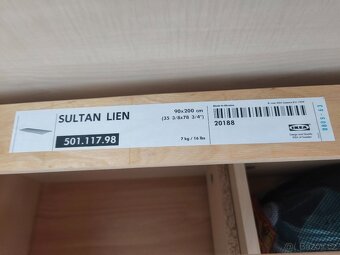 SULTAN LIEN
501.117.98
90x200 cm
(35 3/8x78 3/4")
7 kg / 16 lbs
20188
IKEA